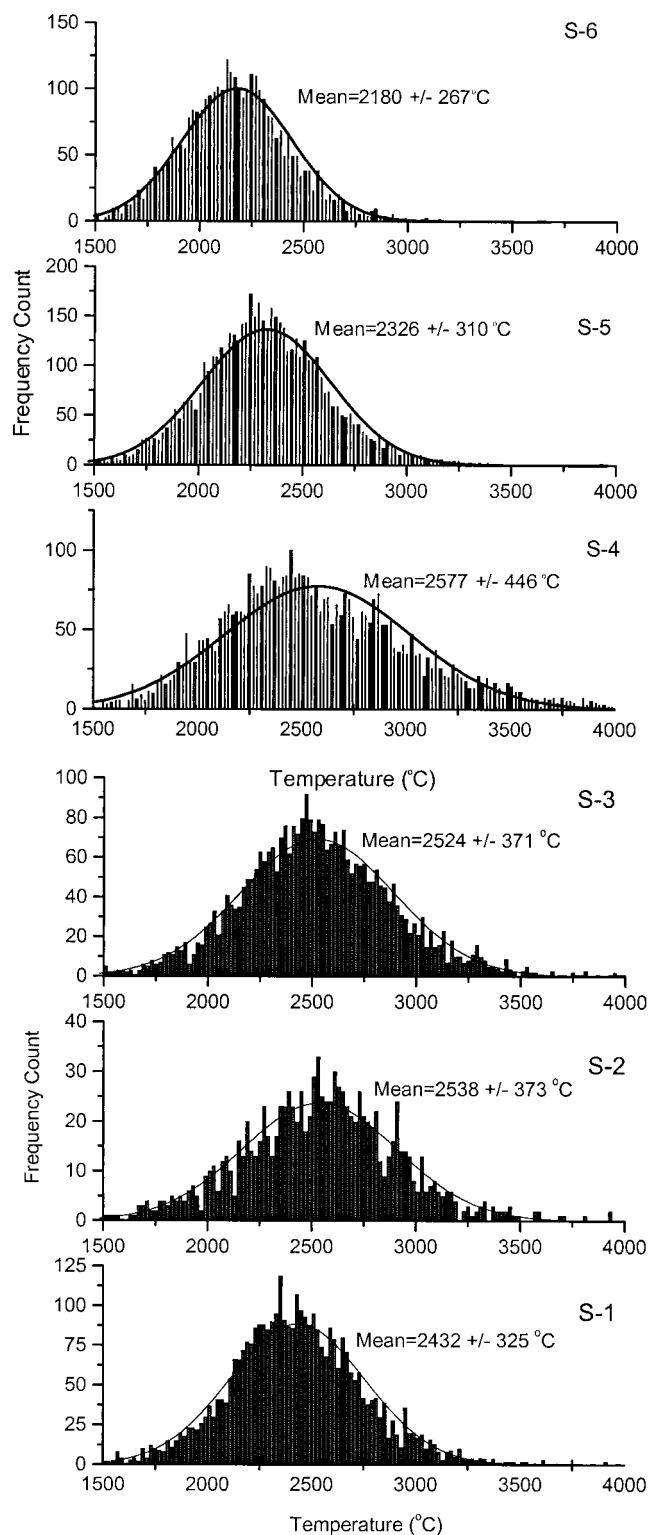 150
S-6
100
Mean=2180 +/- 267°C
50
0
1500 2000 2500 3000 3500 4000
200
150
Mean=2326 +/- 310 °C
S-5
100
50
0
1500 2000 2500 3000 3500 4000
Frequency Count
S-4
100
Mean=2577 +/- 446 °C
50
0
1500 2000 2500 3000 3500 4000
Temperature (°C)
100
S-3
80
Mean=2524 +/- 371 °C
60
40
20
0
1500 2000 2500 3000 3500 4000
40
S-2
30
Mean=2538 +/- 373 °C
20
10
0
1500 2000 2500 3000 3500 4000
Frequency Count
125
S-1
100
Mean=2432 +/- 325 °C
75
50
25
0
1500 2000 2500 3000 3500 4000
Temperature (°C)